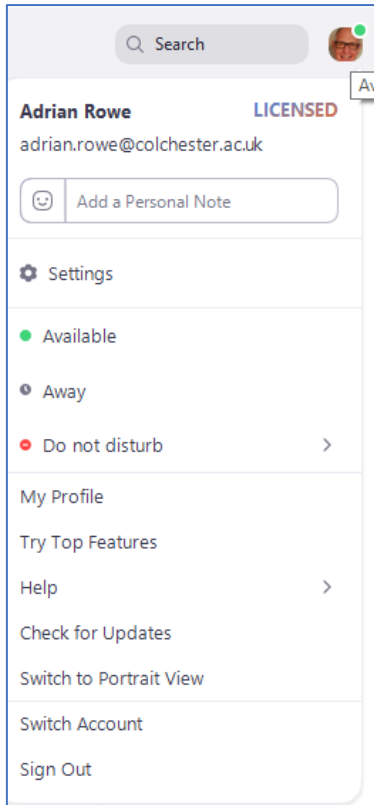 Search
Av
Adrian Rowe LICENSED
adrian.rowe@colchester.ac.uk
Add a Personal Note
Settings
Available
Away
Do not disturb
My Profile
Try Top Features
Help
Check for Updates
Switch to Portrait View
Switch Account
Sign Out